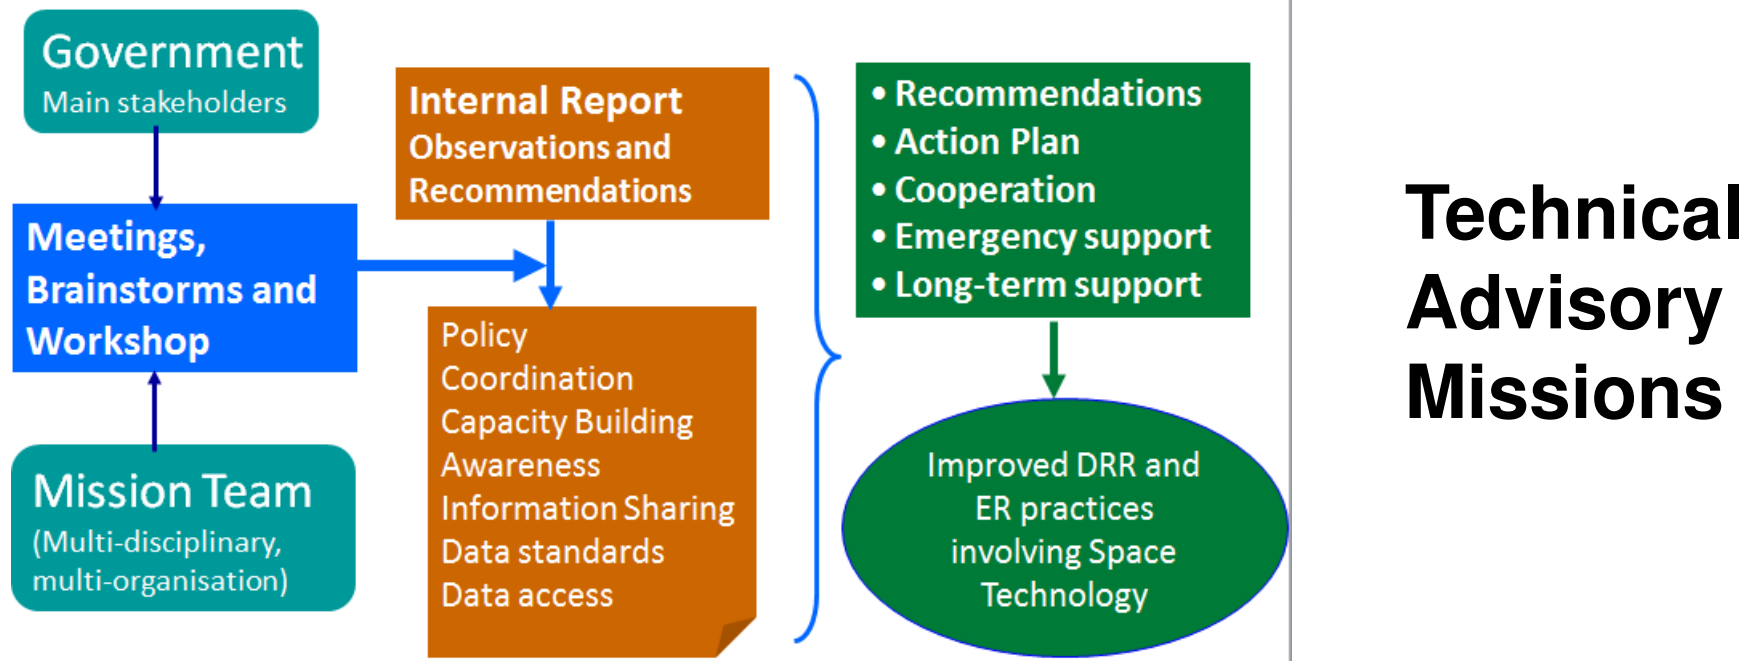 Government
Main stakeholders
Meetings,
Brainstorms and
Workshop
Mission Team
(Multi-disciplinary,
multi-organisation)
Internal Report
Observations and
Recommendations
Policy
Coordination
Capacity Building
Awareness
Information Sharing
Data standards
Data access
• Recommendations
• Action Plan
• Cooperation
• Emergency support
• Long-term support
Improved DRR and
ER practices
involving Space
Technology
Technical
Advisory
Missions